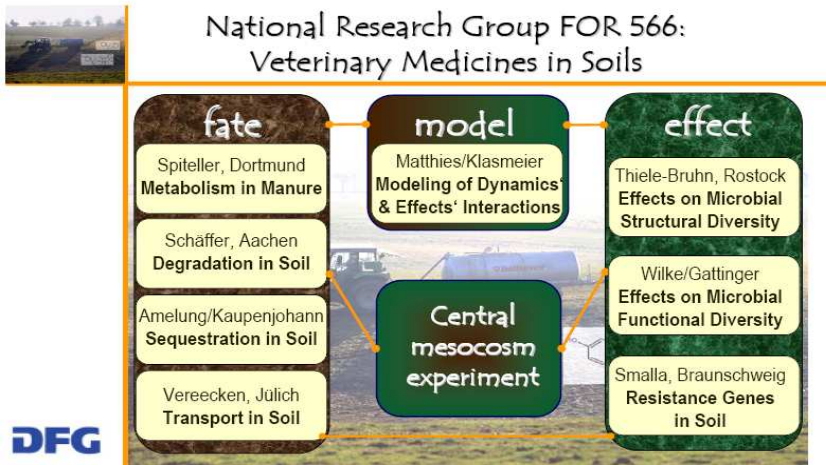 National Research Group FOR 566:
Veterinary Medicines in Soils
fate
Spiteller, Dortmund
Metabolism in Manure
Schäffer, Aachen
Degradation in Soil
Amelung/Kaupenjohann
Sequestration in Soil
Vereecken, Jülich
Transport in Soil
model
Matthies/Klasmeier
Modeling of Dynamics‘
& Effects‘ Interactions
Central
mesocosm
experiment
effect
Thiele-Bruhn, Rostock
Effects on Microbial
Structural Diversity
Wilke/Gattinger
Effects on Microbial
Functional Diversity
Smalla, Braunschweig
Resistance Genes
in Soil
DFG